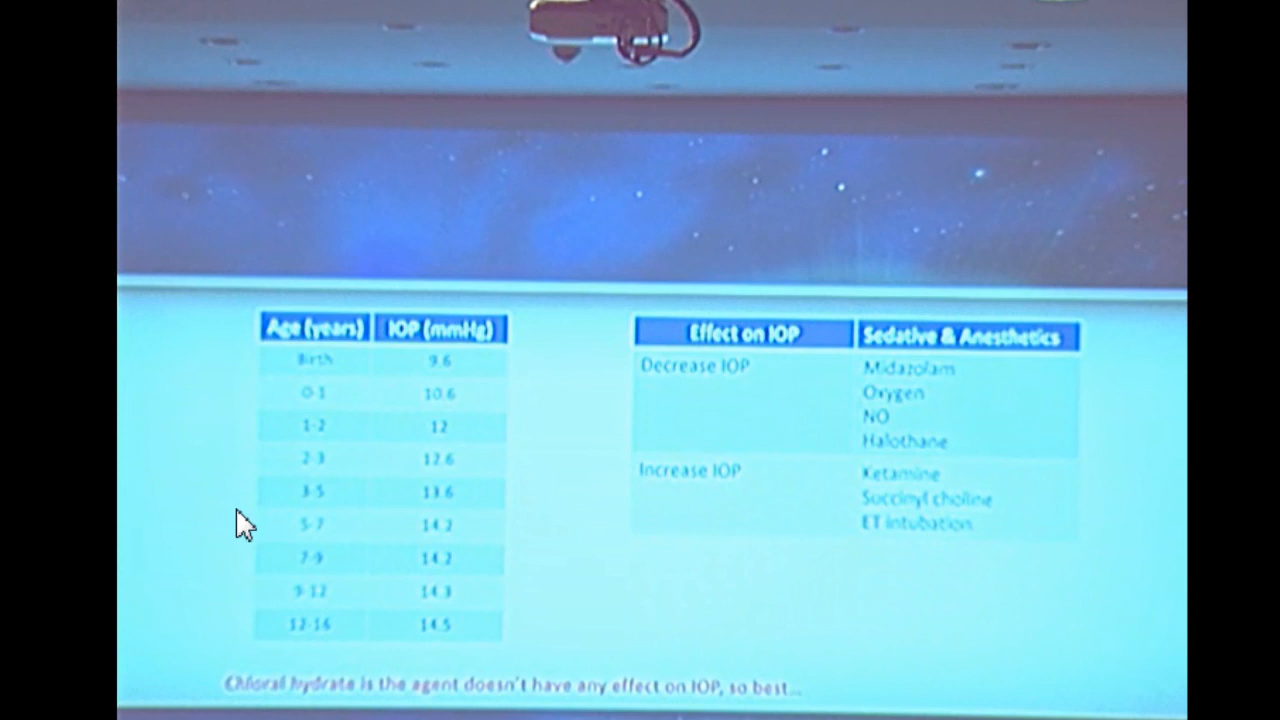 Age (years) IOP (mmHg)
Birth 9.6
0-1 10.6
1-2 12
2-3 12.6
3-5 13.6
5-7 14.2
7-9 14.2
9-12 14.3
12-16 14.5
Effect on IOP Sedative & Anesthetics
Decrease IOP Midazolam
Oxygen
NO
Halothane
Increase IOP Ketamine
Succinyl choline
ET intubation
Chloral hydrate is the agent doesn't have any effect on IOP, so best...